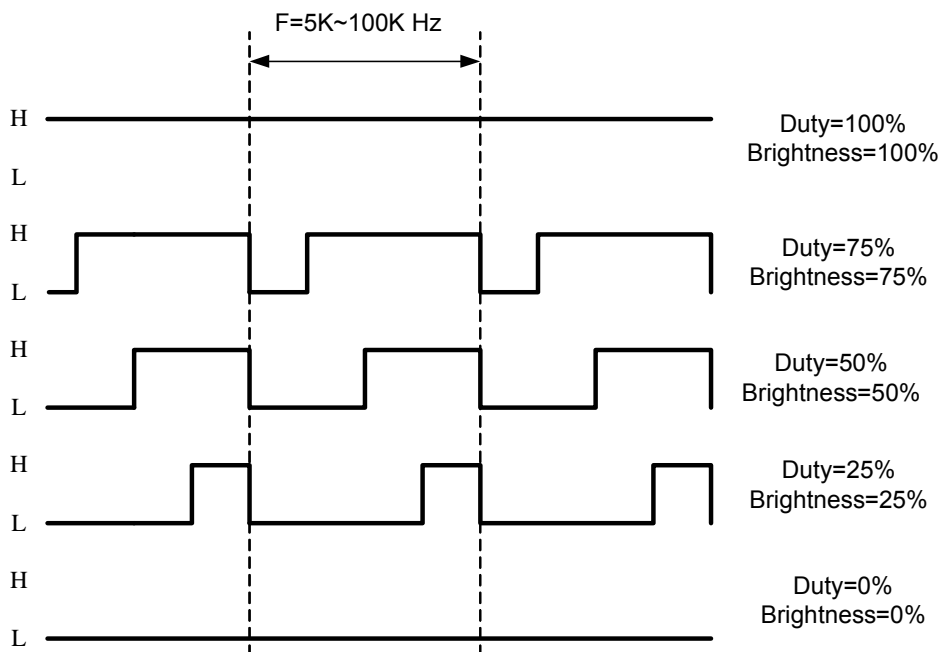 F=5K~100K Hz
H
L
Duty=100%
Brightness=100%
H
L
Duty=75%
Brightness=75%
H
L
Duty=50%
Brightness=50%
H
L
Duty=25%
Brightness=25%
H
L
Duty=0%
Brightness=0%